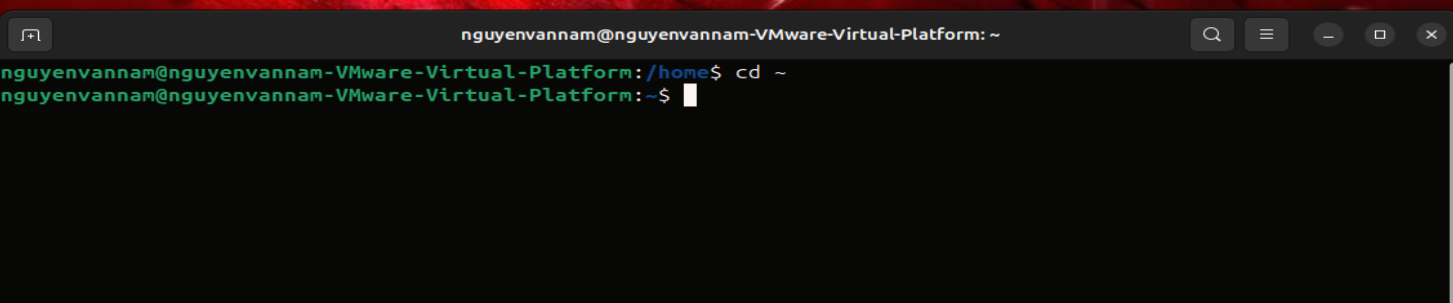 nguyenvannam@nguyenvannam-VMware-Virtual-Platform: ~
nguyenvannam@nguyenvannam-VMware-Virtual-Platform:/home$ cd ~
nguyenvannam@nguyenvannam-VMware-Virtual-Platform:~$